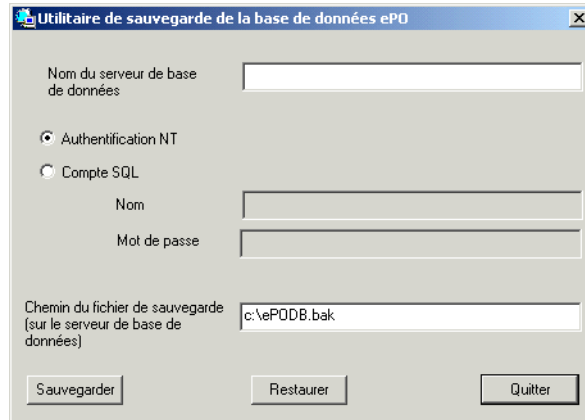 Utilitaire de sauvegarde de la base de données ePO
Nom du serveur de base
de données
Authentification NT
Compte SQL
Nom
Mot de passe
Chemin du fichier de sauvegarde
(sur le serveur de base de
données)
c:\ePODB.bak
Sauvegarder
Restaurer
Quitter